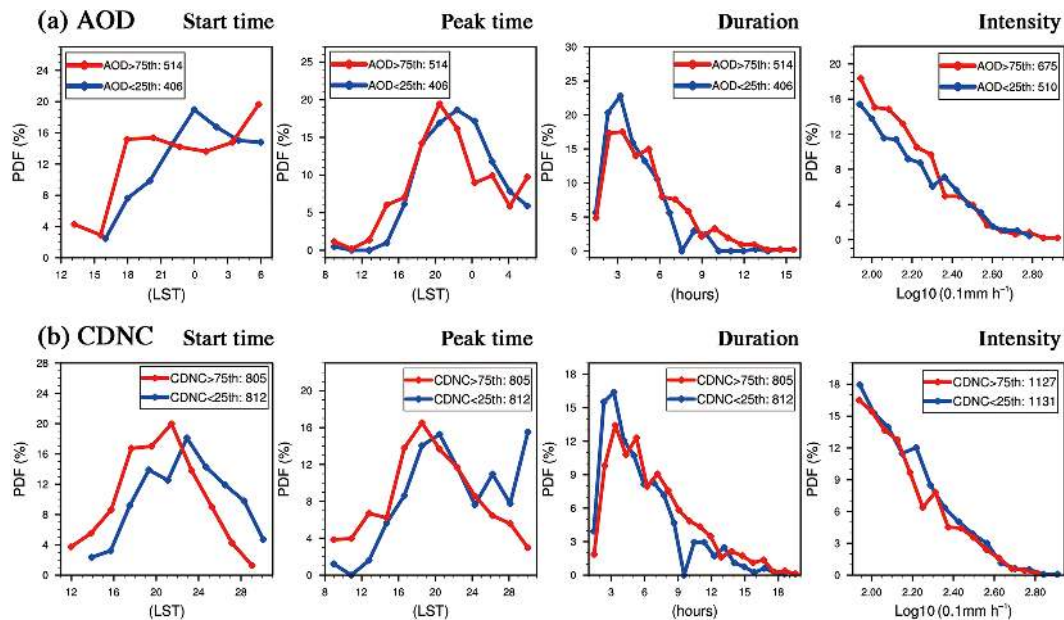 (a) AOD Start time Peak time Duration Intensity
AOD>75th: 514
AOD<25th: 406
AOD>75th: 514
AOD<25th: 406
AOD>75th: 514
AOD<25th: 406
AOD>75th: 675
AOD<25th: 510
PDF (%)
24
20
16
12
8
4
0
12 15 18 21 0 3 6
(LST)
PDF (%)
25
20
15
10
5
0
8 12 16 20 0 4
(LST)
PDF (%)
30
25
20
15
10
5
0
3 6 9 12 15
(hours)
PDF (%)
20
16
12
8
4
0
2.00 2.20 2.40 2.60 2.80
Log10 (0.1mm h⁻¹)
(b) CDNC Start time Peak time Duration Intensity
CDNC>75th: 805
CDNC<25th: 812
CDNC>75th: 805
CDNC<25th: 812
CDNC>75th: 805
CDNC<25th: 812
CDNC>75th: 1127
CDNC<25th: 1131
PDF (%)
28
24
20
16
12
8
4
0
12 16 20 24 28
(LST)
PDF (%)
20
16
12
8
4
0
8 12 16 20 24 28
(LST)
PDF (%)
18
15
12
9
6
3
0
3 6 9 12 15
(hours)
PDF (%)
18
15
12
9
6
3
0
2.00 2.20 2.40 2.60 2.80
Log10 (0.1mm h⁻¹)